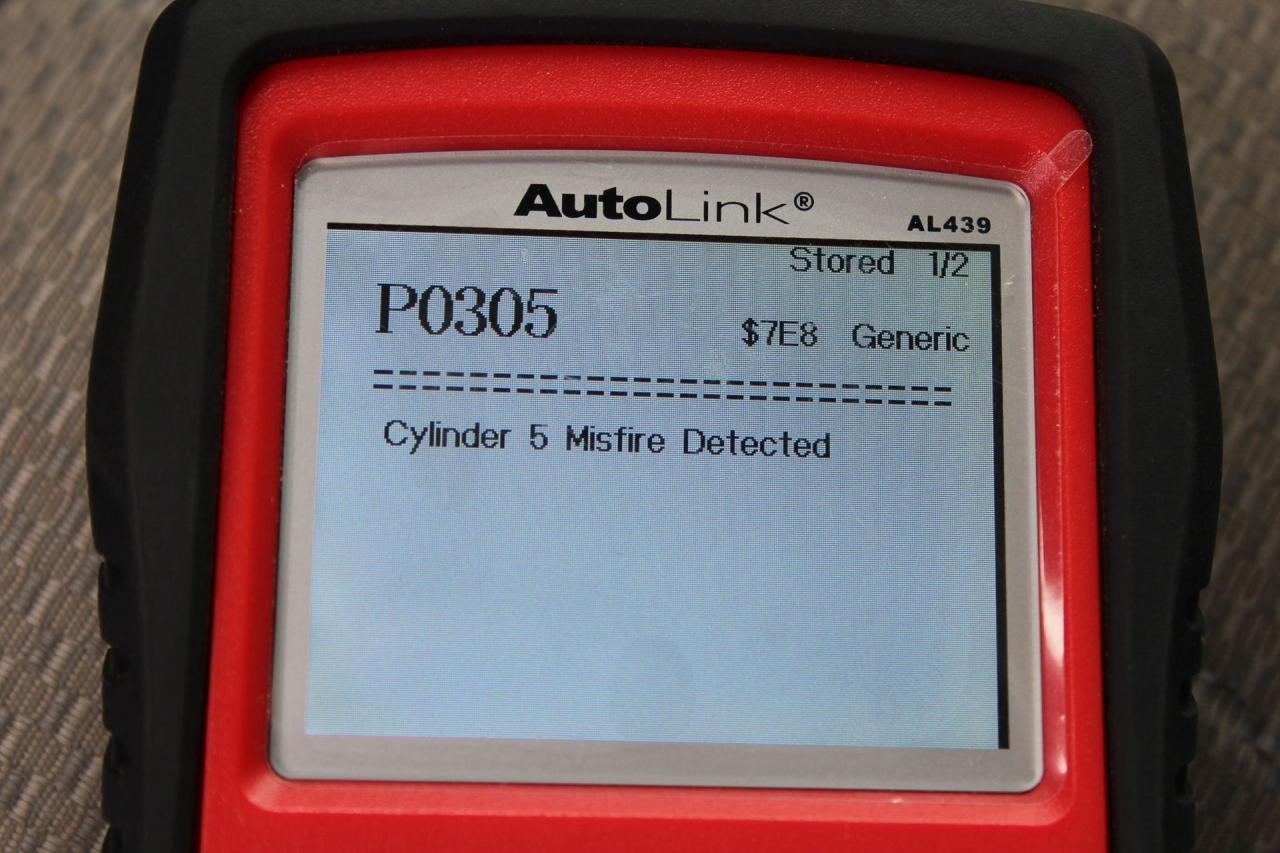 AutoLink®
AL439
Stored 1/2
P0305
$7E8 Generic
====================
Cylinder 5 Misfire Detected